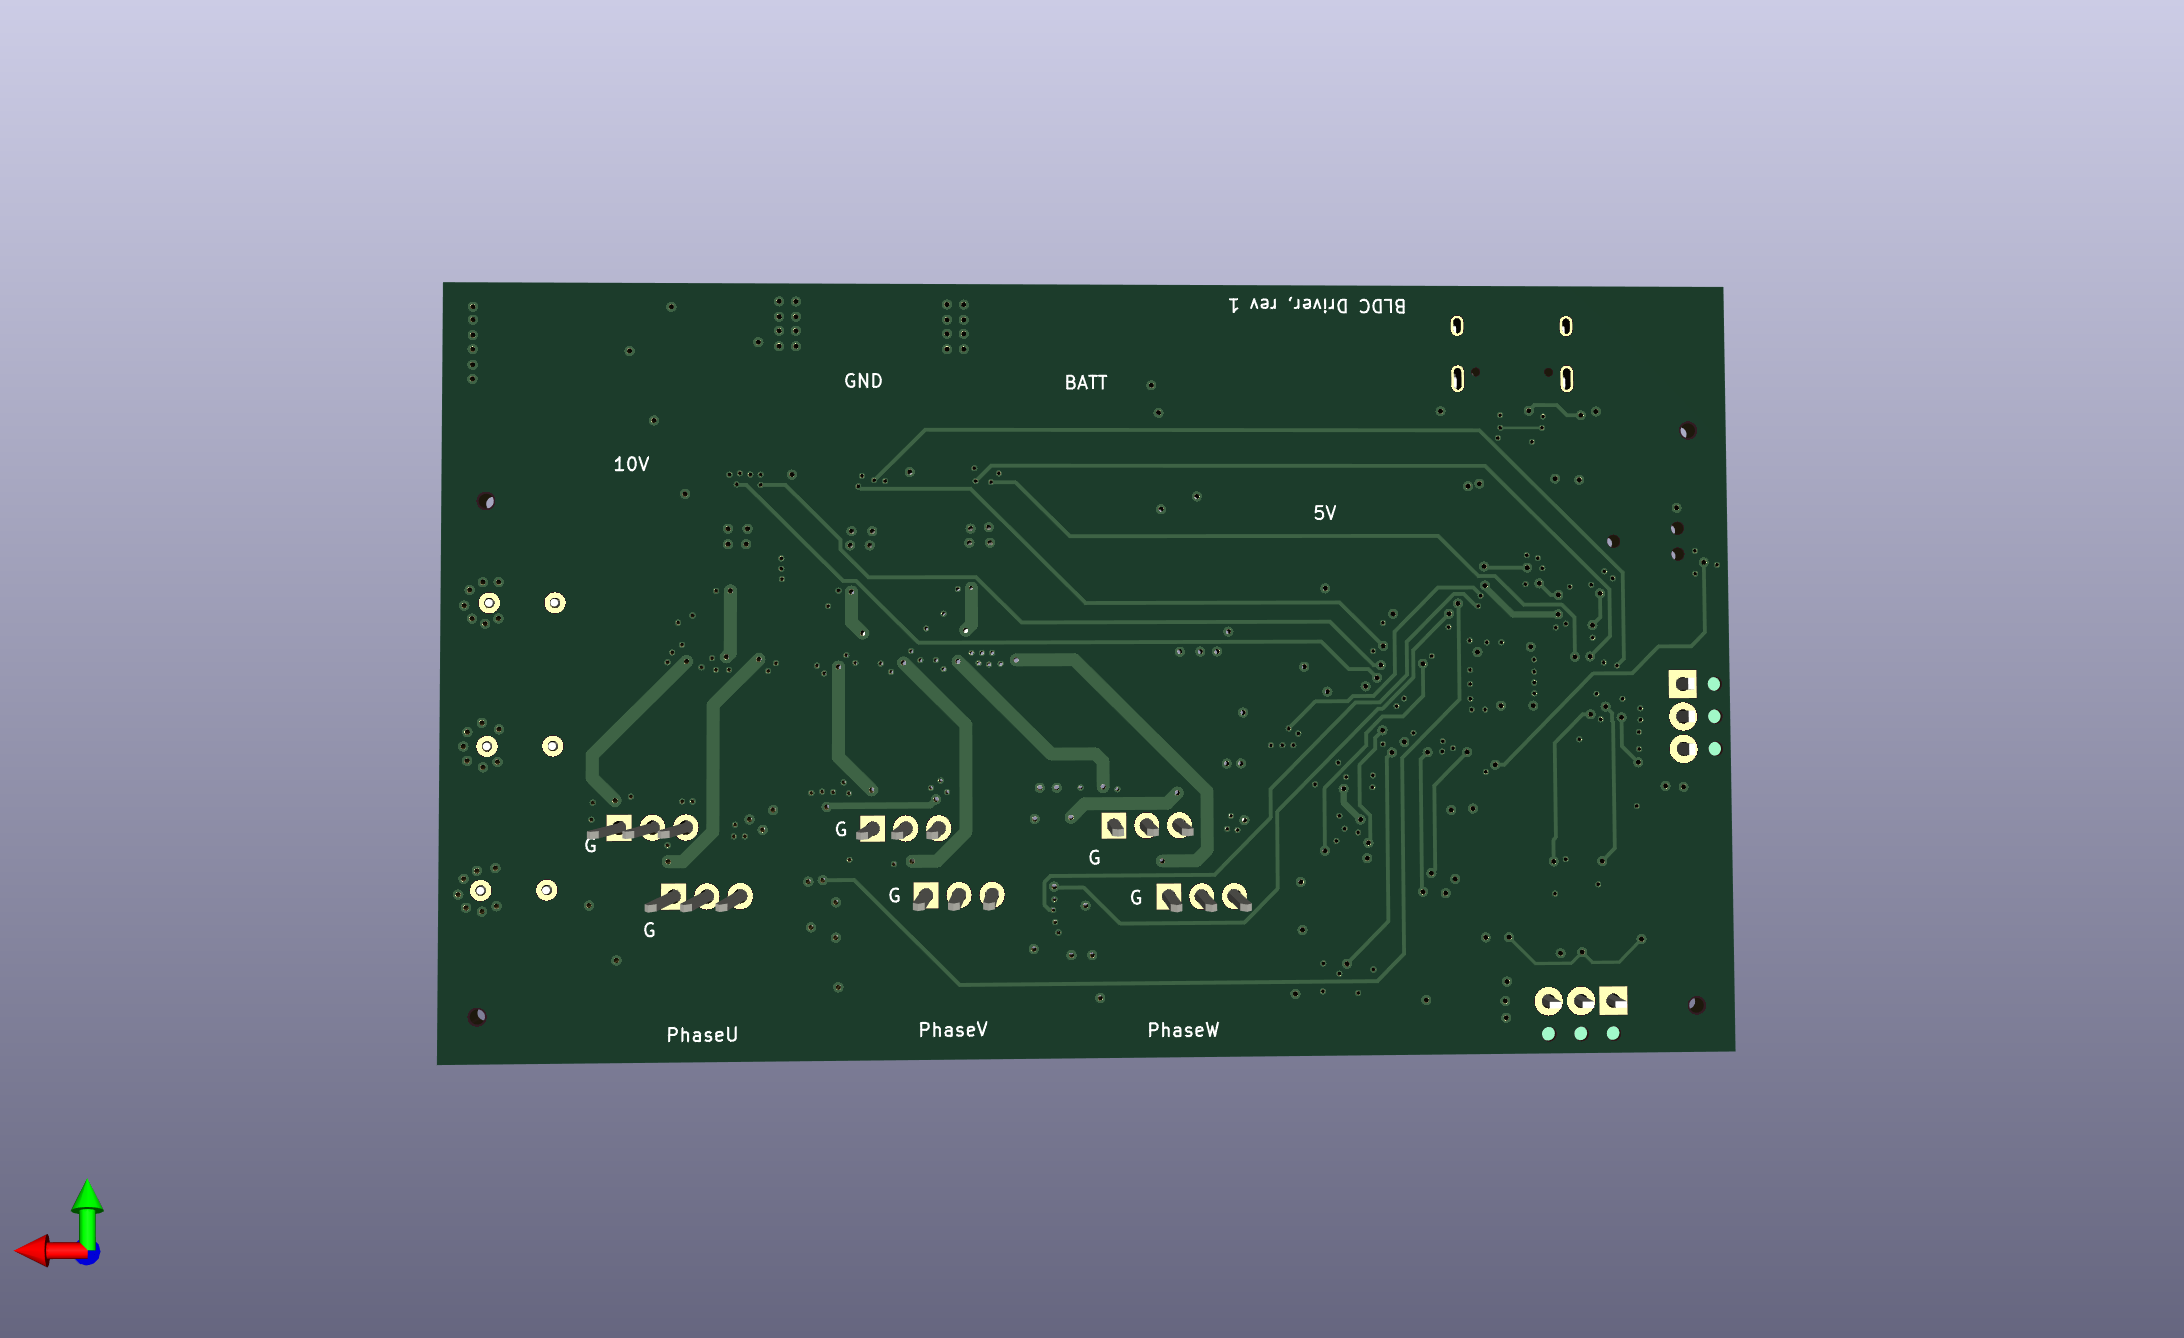 BLDC Driver, rev 1
GND
BATT
10V
5V
G
G
G
G
G
G
PhaseU
PhaseV
PhaseW